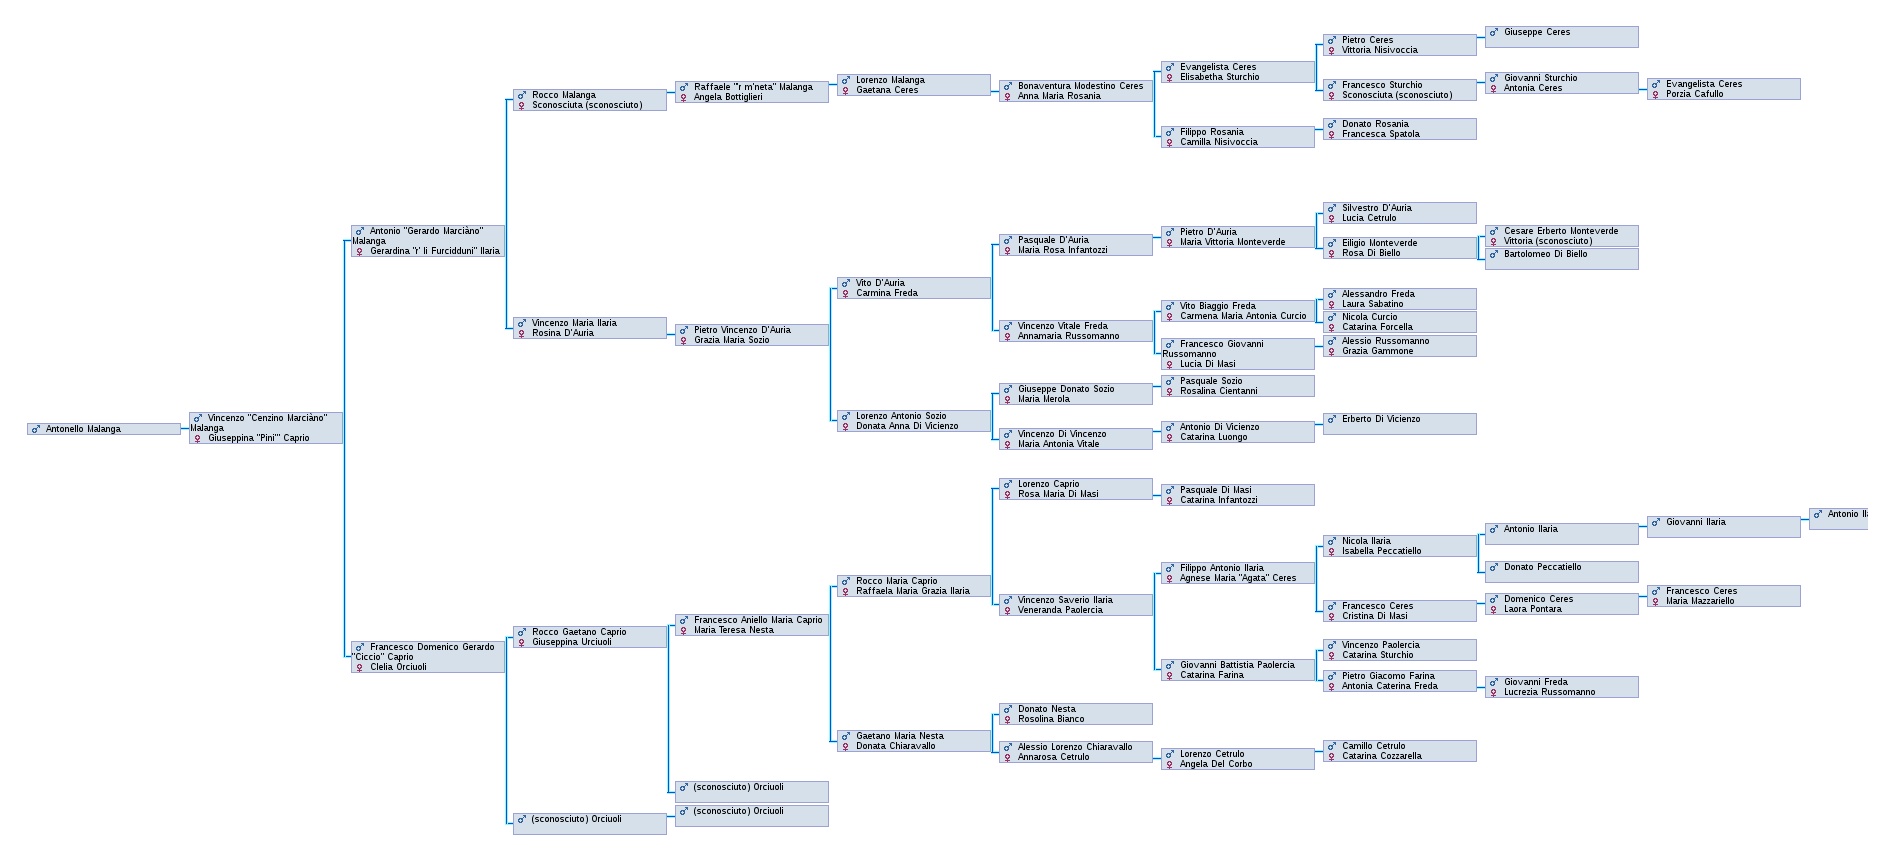 Antonello Malanga
Vincenzo "Cenzino Marciàno"
Malanga
Giuseppina "Pini'" Caprio
Antonio "Gerardo Marciàno"
Malanga
Gerardina "r' li Furcidduni" Ilaria
Francesco Domenico Gerardo
"Ciccio" Caprio
Clelia Orciuoli
Rocco Malanga
Sconosciuta (sconosciuto)
Vincenzo Maria Ilaria
Rosina D'Auria
Rocco Gaetano Caprio
Giuseppina Urciuoli
(sconosciuto) Orciuoli
Raffaele "'r m'neta" Malanga
Angela Bottiglieri
Pietro Vincenzo D'Auria
Grazia Maria Sozio
Francesco Aniello Maria Caprio
Maria Teresa Nesta
(sconosciuto) Orciuoli
(sconosciuto) Orciuoli
Lorenzo Malanga
Gaetana Ceres
Vito D'Auria
Carmina Freda
Lorenzo Antonio Sozio
Donata Anna Di Vicienzo
Rocco Maria Caprio
Raffaela Maria Grazia Ilaria
Gaetano Maria Nesta
Donata Chiaravallo
Bonaventura Modestino Ceres
Anna Maria Rosania
Pasquale D'Auria
Maria Rosa Infantozzi
Vincenzo Vitale Freda
Annamaria Russomanno
Giuseppe Donato Sozio
Maria Merola
Vincenzo Di Vincenzo
Maria Antonia Vitale
Lorenzo Caprio
Rosa Maria Di Masi
Vincenzo Saverio Ilaria
Veneranda Paolercia
Donato Nesta
Rosolina Bianco
Alessio Lorenzo Chiaravallo
Annarosa Cetrulo
Evangelista Ceres
Elisabetha Sturchio
Filippo Rosania
Camilla Nisivoccia
Pietro D'Auria
Maria Vittoria Monteverde
Vito Biaggio Freda
Carmena Maria Antonia Curcio
Francesco Giovanni
Russomanno
Lucia Di Masi
Pasquale Sozio
Rosalina Cientanni
Antonio Di Vicienzo
Catarina Luongo
Pasquale Di Masi
Catarina Infantozzi
Filippo Antonio Ilaria
Agnese Maria "Agata" Ceres
Giovanni Battistia Paolercia
Catarina Farina
Lorenzo Cetrulo
Angela Del Corbo
Pietro Ceres
Vittoria Nisivoccia
Francesco Sturchio
Sconosciuta (sconosciuto)
Donato Rosania
Francesca Spatola
Silvestro D'Auria
Lucia Cetrulo
Eiligio Monteverde
Rosa Di Biello
Alessandro Freda
Laura Sabatino
Nicola Curcio
Catarina Forcella
Alessio Russomanno
Grazia Gammone
Erberto Di Vicienzo
Nicola Ilaria
Isabella Peccatiello
Francesco Ceres
Cristina Di Masi
Vincenzo Paolercia
Catarina Sturchio
Pietro Giacomo Farina
Antonia Caterina Freda
Camillo Cetrulo
Catarina Cozzarella
Giuseppe Ceres
Giovanni Sturchio
Antonia Ceres
Cesare Erberto Monteverde
Vittoria (sconosciuto)
Bartolomeo Di Biello
Antonio Ilaria
Donato Peccatiello
Domenico Ceres
Laora Pontara
Giovanni Freda
Lucrezia Russomanno
Evangelista Ceres
Porzia Cafullo
Giovanni Ilaria
Francesco Ceres
Maria Mazzariello
Antonio